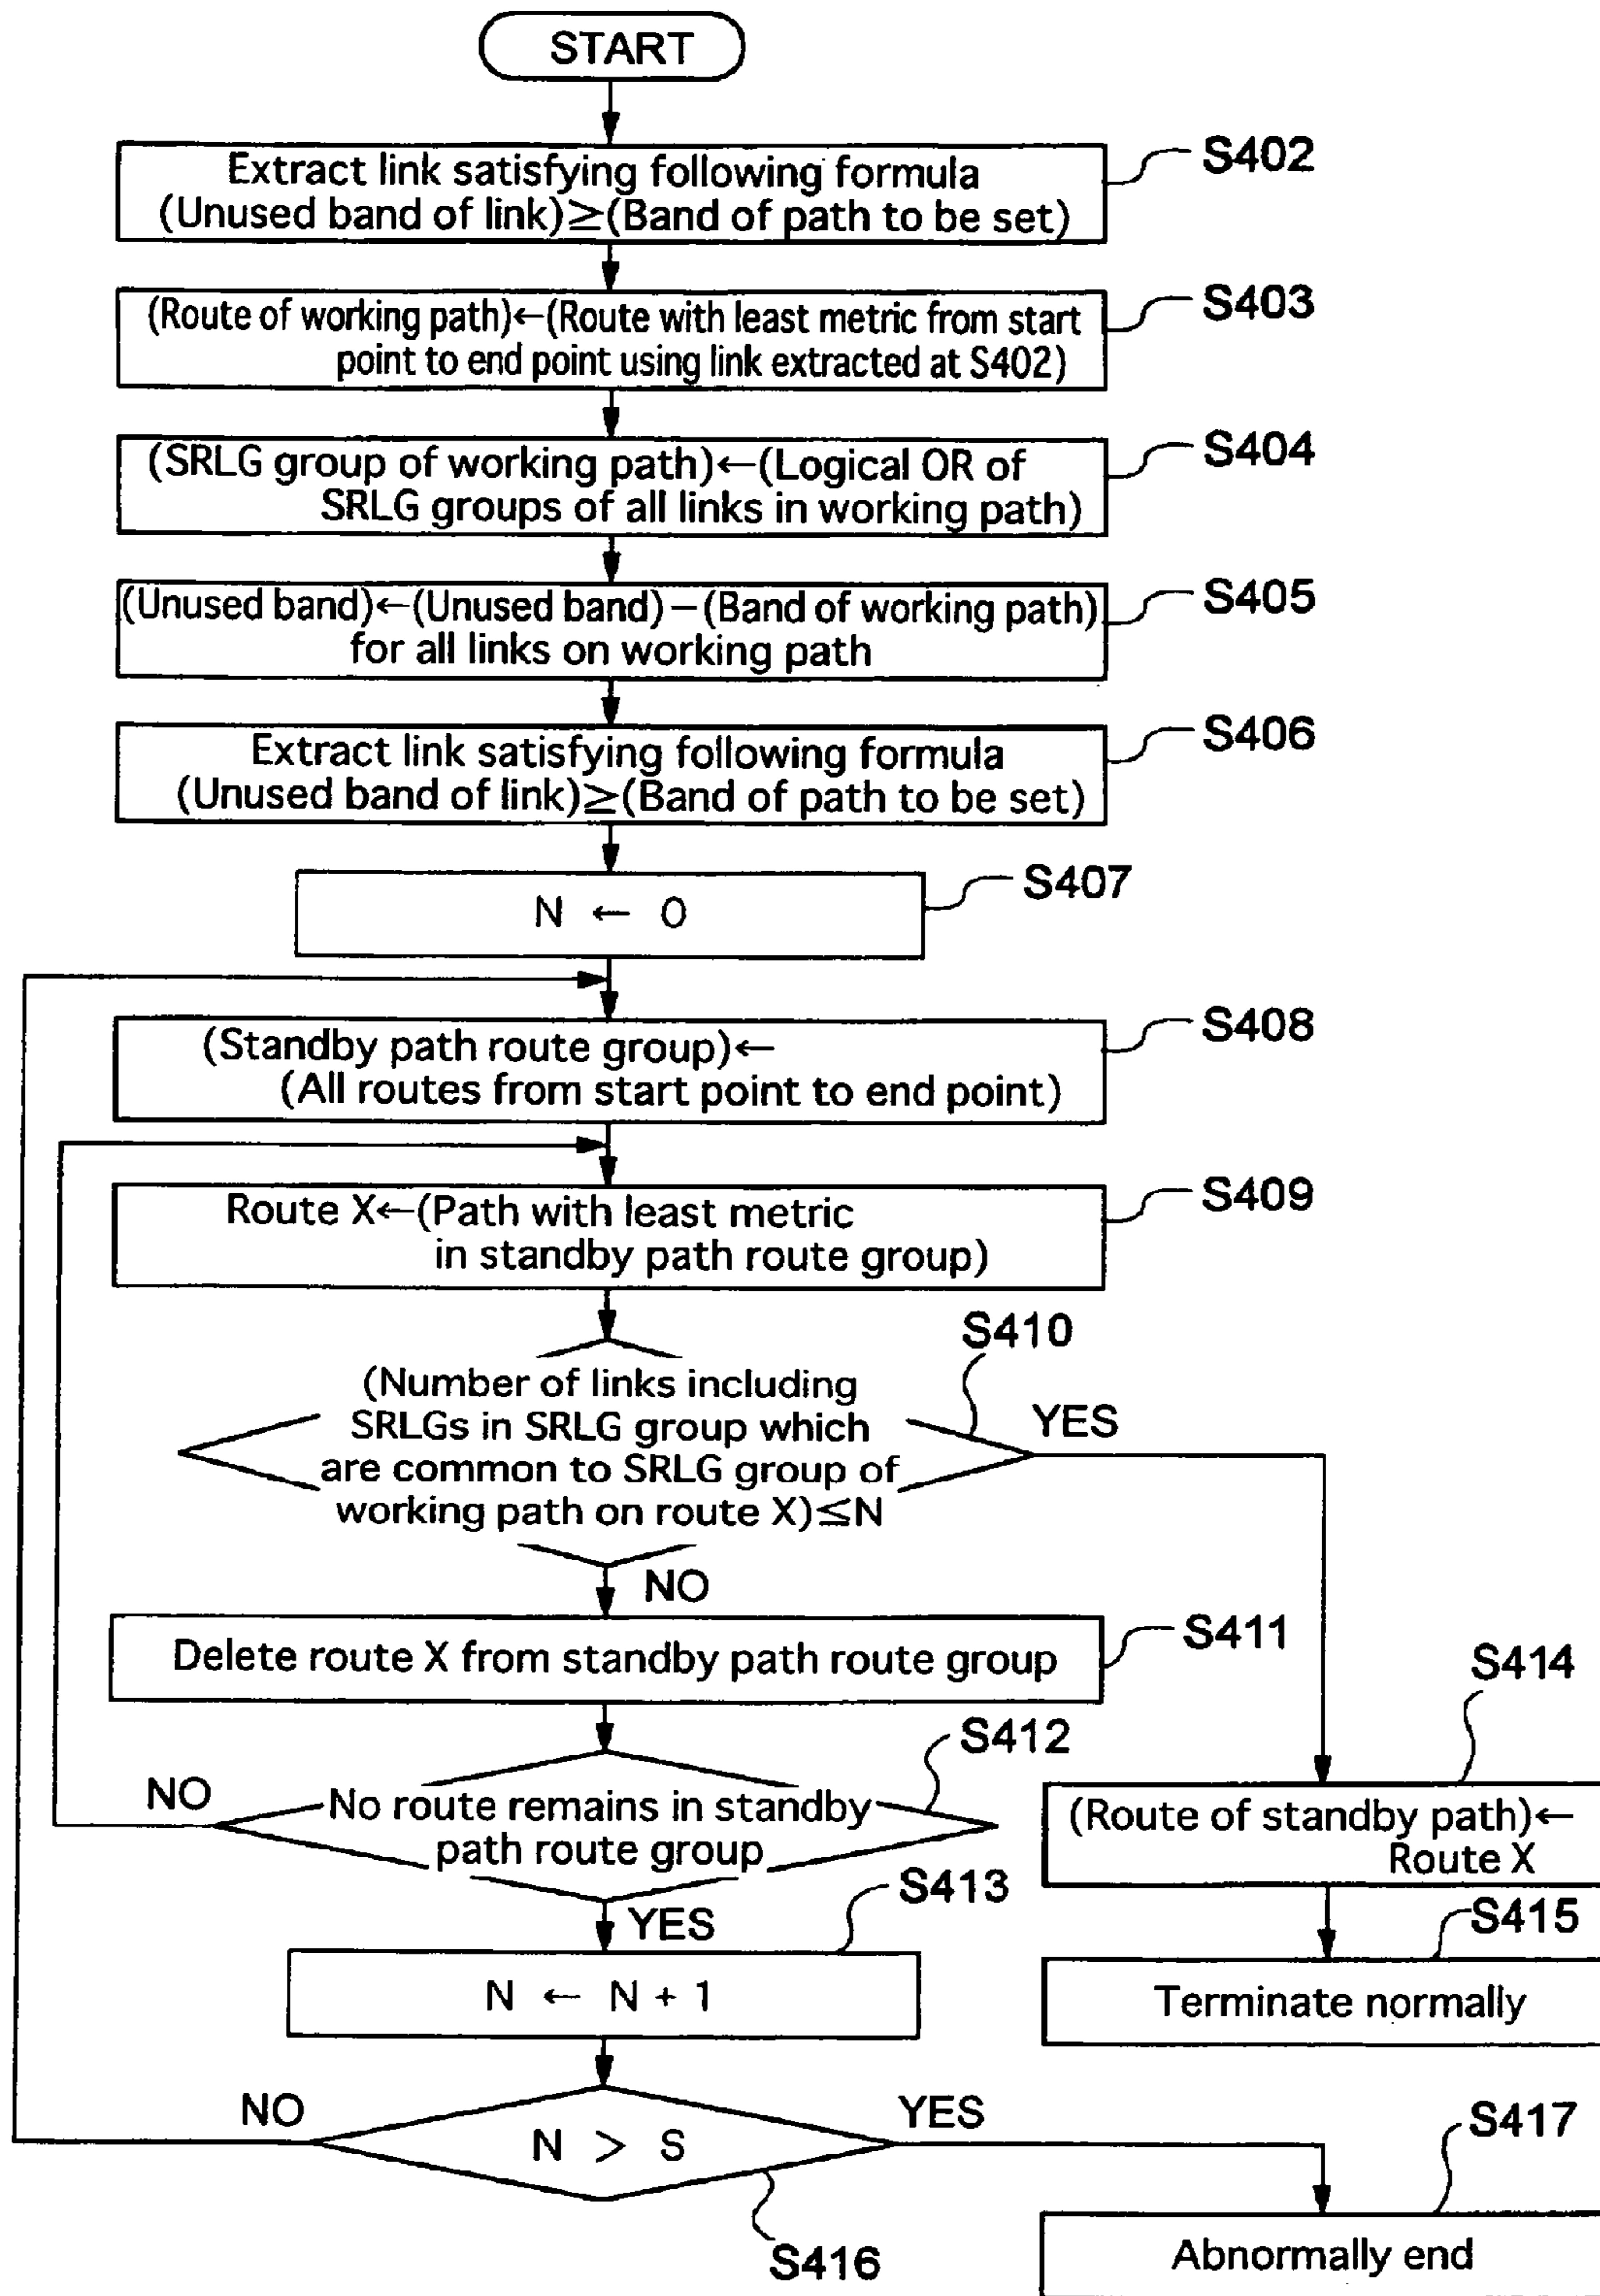 START
Extract link satisfying following formula
(Unused band of link)≥(Band of path to be set)
S402
(Route of working path)←(Route with least metric from start
point to end point using link extracted at S402)
S403
(SRLG group of working path)←(Logical OR of
SRLG groups of all links in working path)
S404
(Unused band)←(Unused band)−(Band of working path)
for all links on working path
S405
Extract link satisfying following formula
(Unused band of link)≥(Band of path to be set)
S406
N ← 0
S407
(Standby path route group)←
(All routes from start point to end point)
S408
Route X←(Path with least metric
in standby path route group)
S409
(Number of links including
SRLGs in SRLG group which
are common to SRLG group of
working path on route X)≤N
S410
YES
NO
Delete route X from standby path route group
S411
No route remains in standby
path route group
S412
NO
YES
N ← N + 1
S413
(Route of standby path)←
Route X
S414
Terminate normally
S415
N > S
S416
NO
YES
Abnormally end
S417